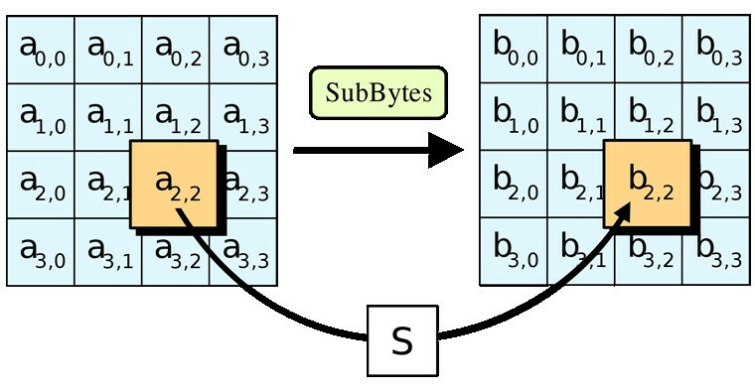 a0,0 a0,1 a0,2 a0,3
a1,0 a1,1 a1,2 a1,3
a2,0 a2,1 a2,2 a2,3
a3,0 a3,1 a3,2 a3,3
SubBytes
b0,0 b0,1 b0,2 b0,3
b1,0 b1,1 b1,2 b1,3
b2,0 b2,1 b2,2 b2,3
b3,0 b3,1 b3,2 b3,3
S